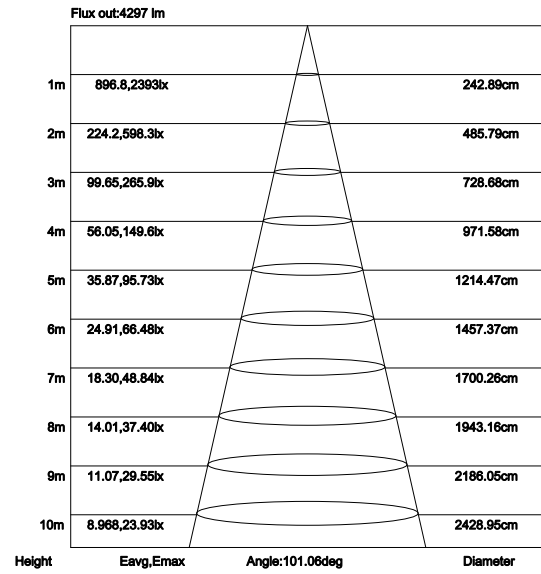 Flux out:4297 lm
1m 896.8,2393lx 242.89cm
2m 224.2,598.3lx 485.79cm
3m 99.65,265.9lx 728.68cm
4m 56.05,149.6lx 971.58cm
5m 35.87,95.73lx 1214.47cm
6m 24.91,66.48lx 1457.37cm
7m 18.30,48.84lx 1700.26cm
8m 14.01,37.40lx 1943.16cm
9m 11.07,29.55lx 2186.05cm
10m 8.968,23.93lx 2428.95cm
Height Eavg,Emax Angle:101.06deg Diameter